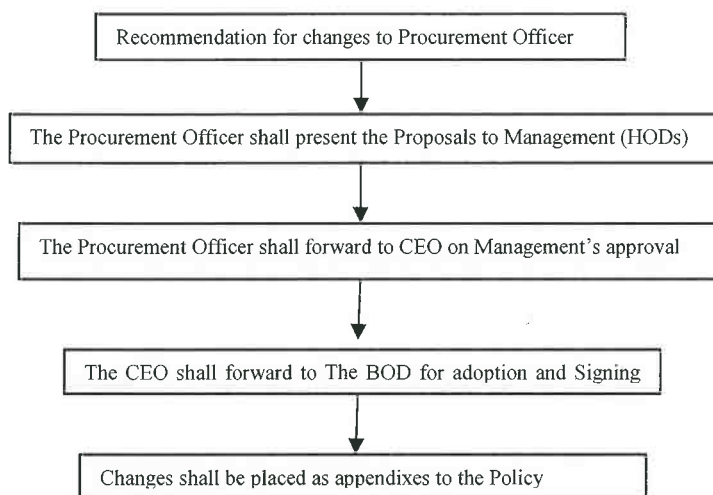 Recommendation for changes to Procurement Officer
The Procurement Officer shall present the Proposals to Management (HODs)
The Procurement Officer shall forward to CEO on Management's approval
The CEO shall forward to The BOD for adoption and Signing
Changes shall be placed as appendixes to the Policy